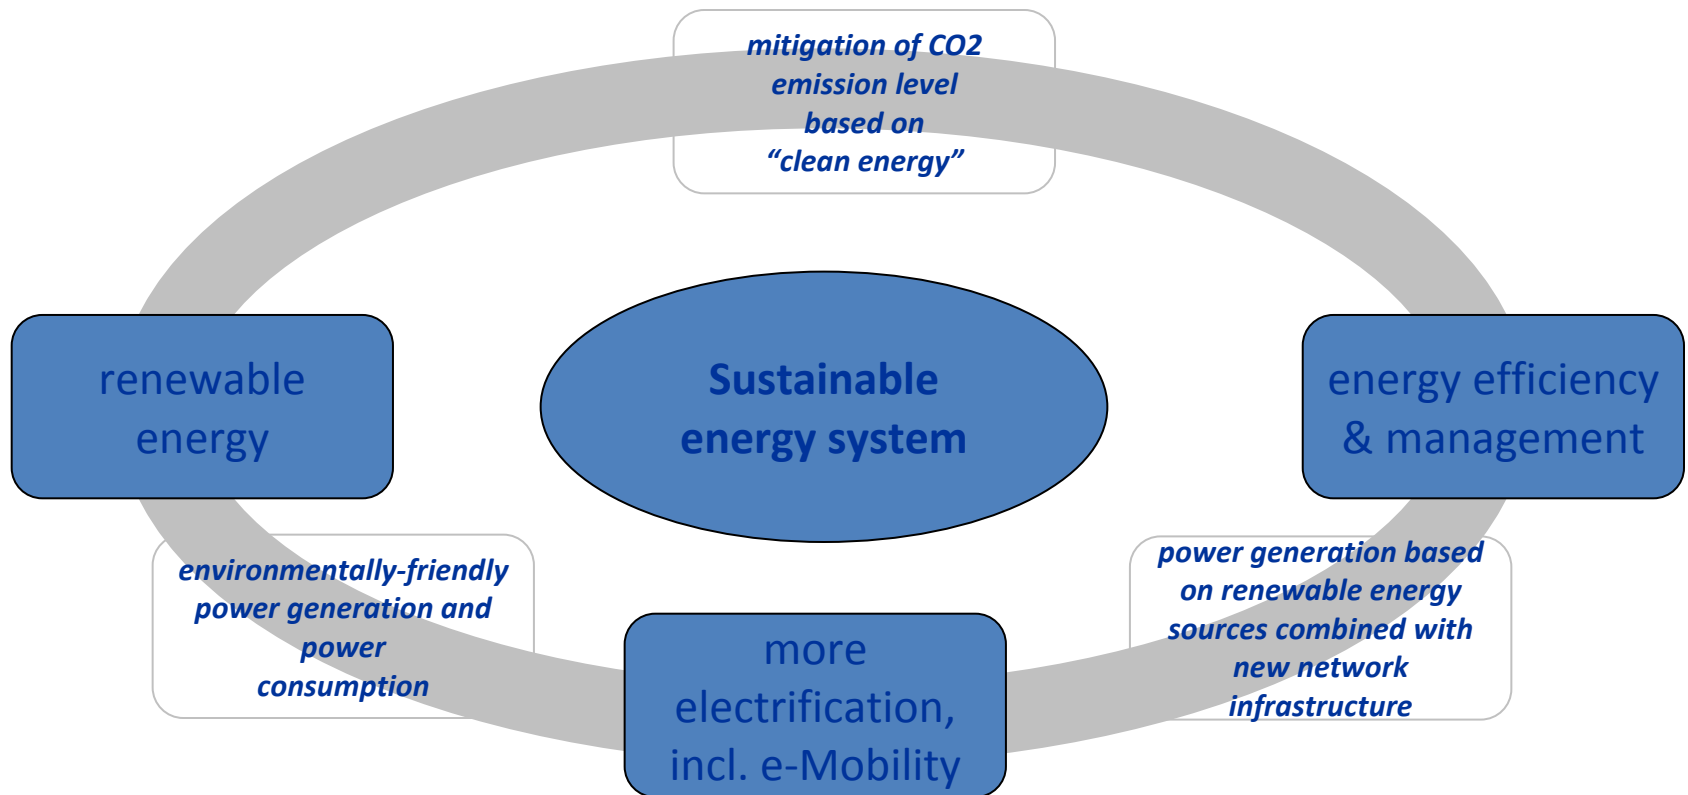 mitigation of CO2
emission level
based on
“clean energy”
renewable
energy
Sustainable
energy system
energy efficiency
& management
environmentally-friendly
power generation and
power
consumption
more
electrification,
incl. e-Mobility
power generation based
on renewable energy
sources combined with
new network
infrastructure